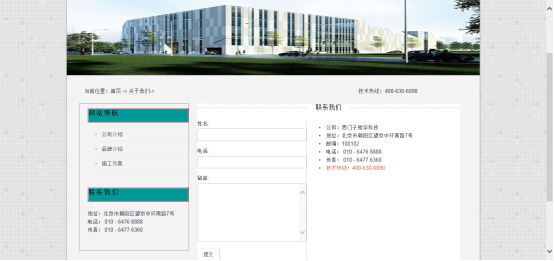 当前位置：首页 -> 关于我们->
技术热线：400-630-6090
网站导航
公司介绍
品牌介绍
施工方案
联系我们
地址：北京市朝阳区望京中环南路7号
电话： 010 - 6476 8888
传真： 010 - 6477 6360
姓名:
电话:
留言:
提交
联系我们
公司：西门子楼宇科技
地址：北京市朝阳区望京中环南路7号
邮编：100102
电话： 010 - 6476 8888
传真： 010 - 6477 6360
技术热线：400-630-6090